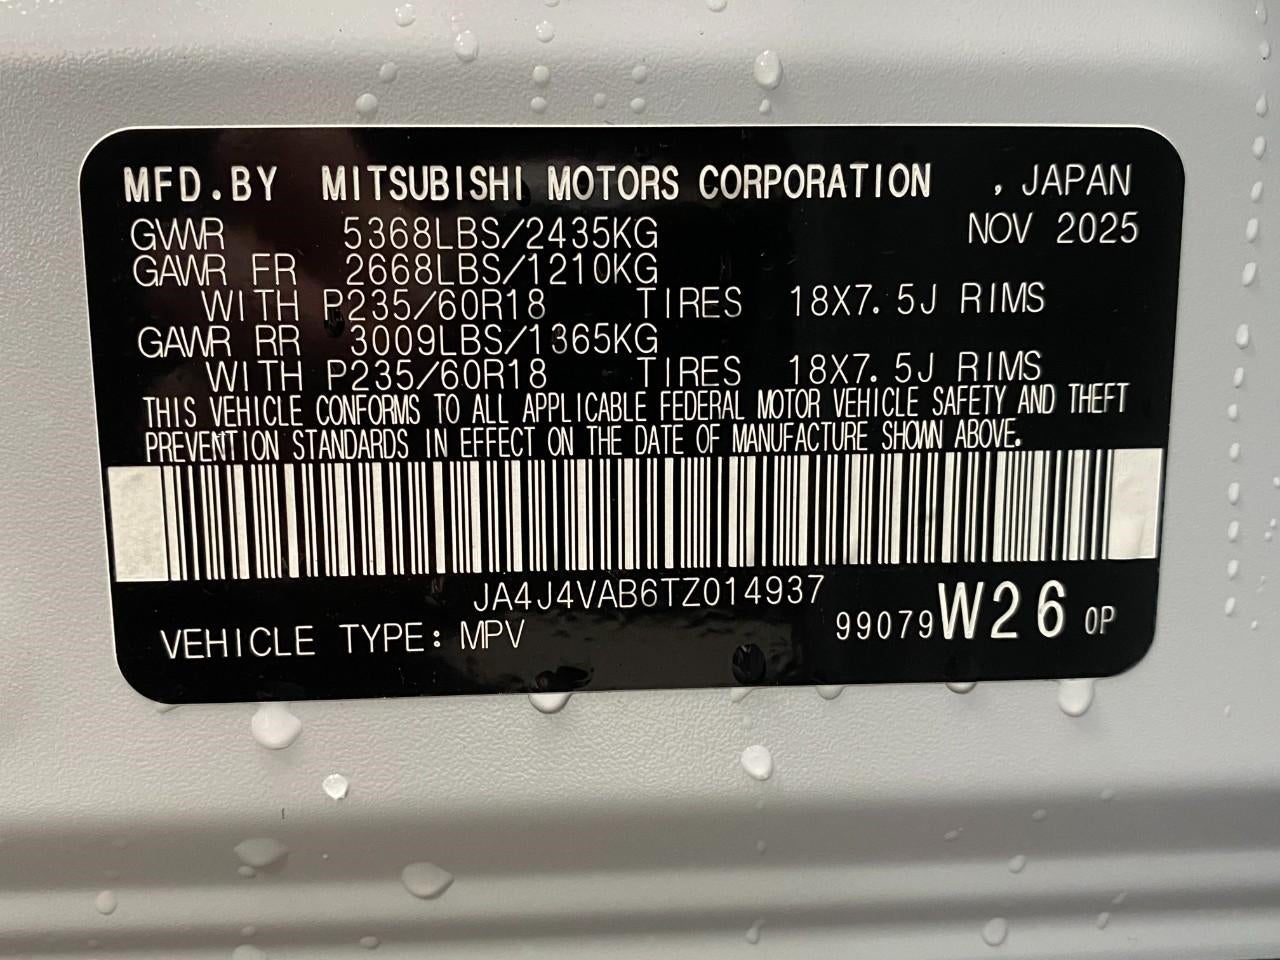 MFD.BY MITSUBISHI MOTORS CORPORATION , JAPAN
GVWR 5368LBS/2435KG NOV 2025
GAWR FR 2668LBS/1210KG
WITH P235/60R18 TIRES 18X7.5J RIMS
GAWR RR 3009LBS/1365KG
WITH P235/60R18 TIRES 18X7.5J RIMS
THIS VEHICLE CONFORMS TO ALL APPLICABLE FEDERAL MOTOR VEHICLE SAFETY AND THEFT
PREVENTION STANDARDS IN EFFECT ON THE DATE OF MANUFACTURE SHOWN ABOVE.
JA4J4VAB6TZ014937
VEHICLE TYPE: MPV 99079W26 0P